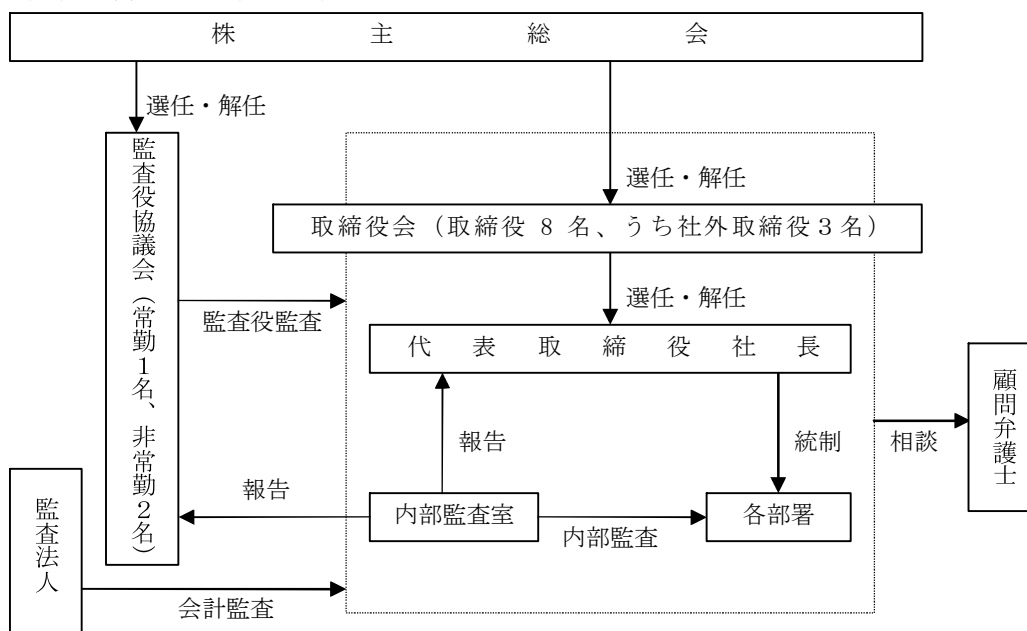 株主総会
選任・解任
選任・解任
監査役協議会（常勤1名、非常勤2名）
取締役会（取締役 8 名、うち社外取締役３名）
選任・解任
監査役監査
代表取締役社長
顧問弁護士
報告
統制
相談
報告
内部監査室
各部署
内部監査
監査法人
会計監査